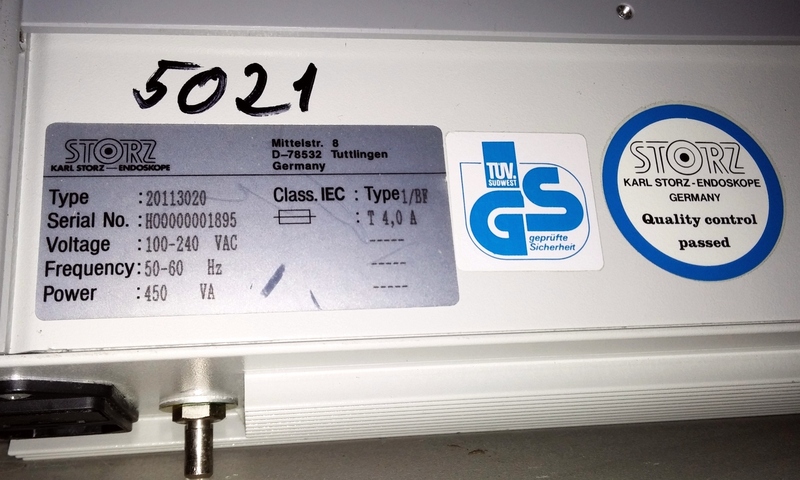 5021
STORZ
KARL STORZ — ENDOSKOPE
Mittelstr. 8
D-78532 Tuttlingen
Germany
Type : 20113020
Class. IEC : Type 1/BF
Serial No. : HO0000001895
: T 4,0 A
Voltage : 100-240 VAC
-----
Frequency : 50-60 Hz
-----
Power : 450 VA
-----
TÜV
SÜDWEST
GS
geprüfte
Sicherheit
STORZ
KARL STORZ-ENDOSKOPE
GERMANY
Quality control
passed